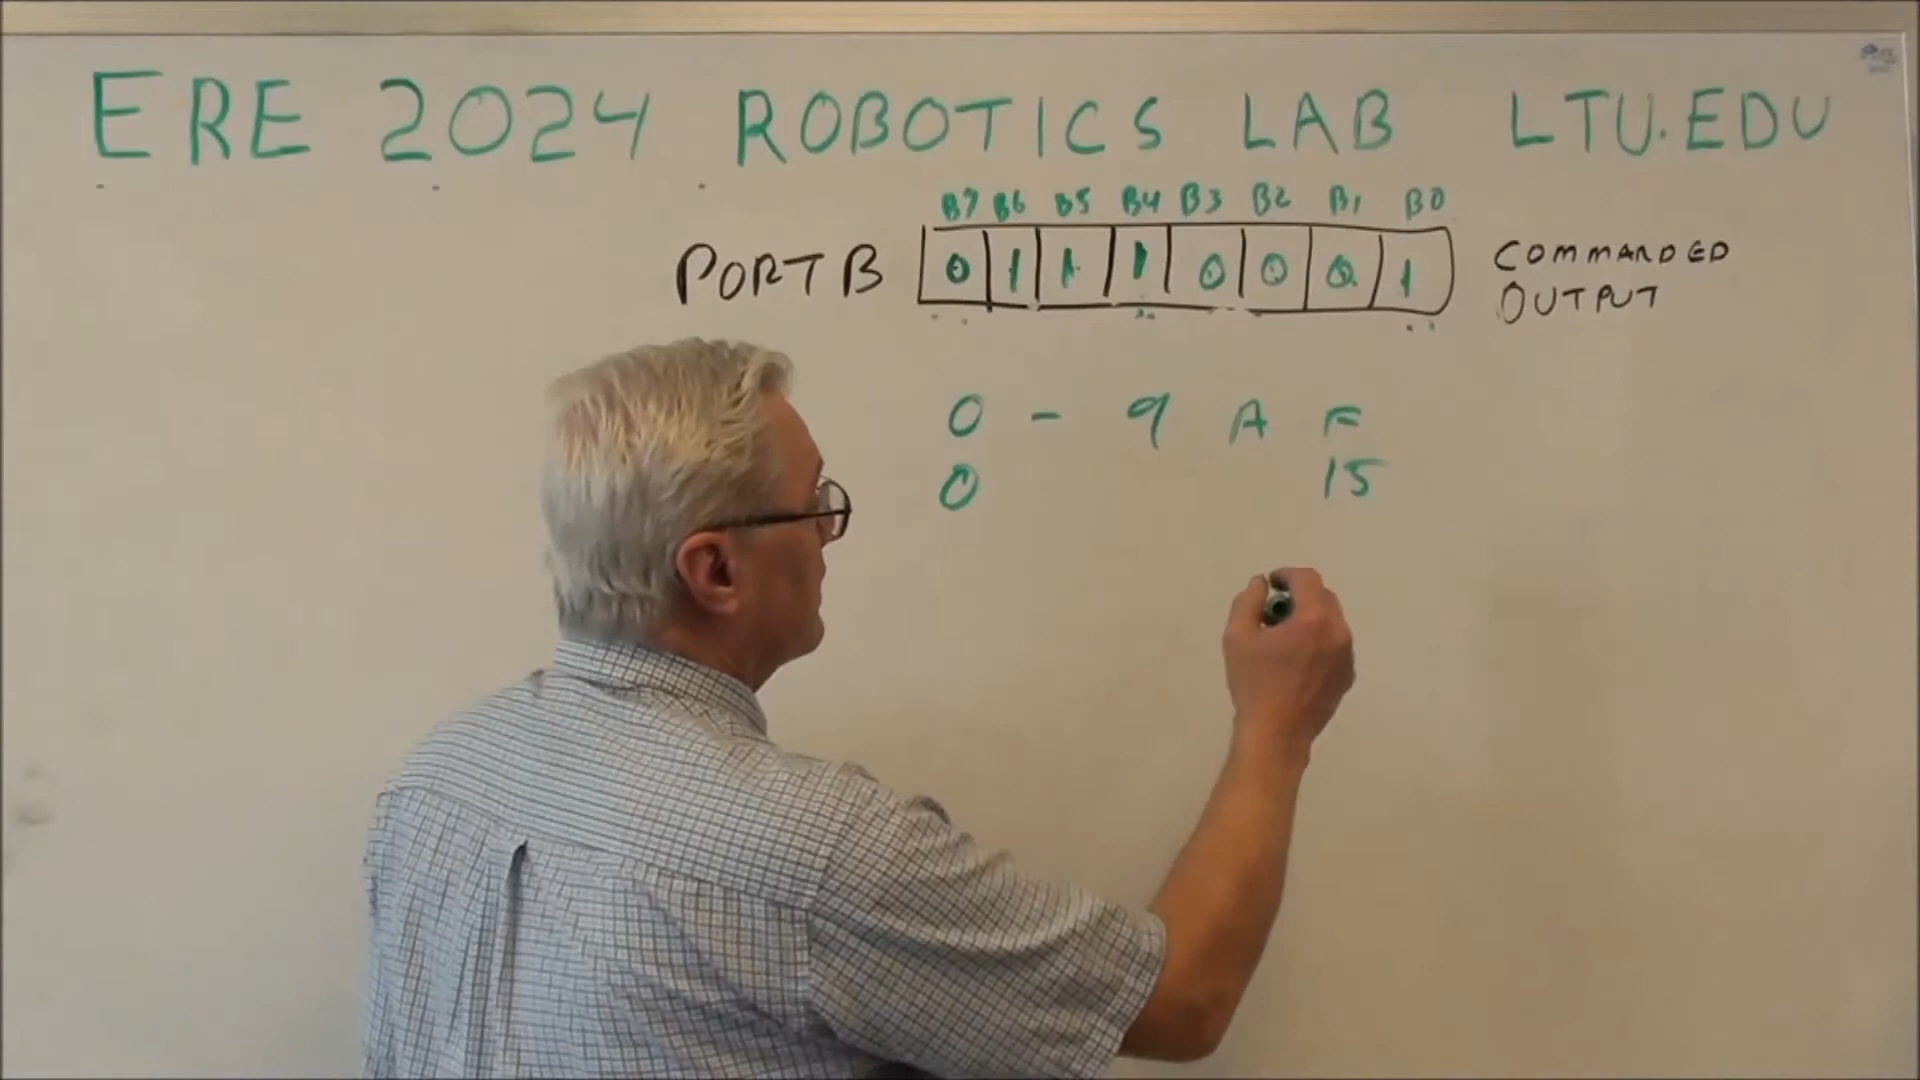 ERE 2024 ROBOTICS LAB LTU.EDU
B7 B6 B5 B4 B3 B2 B1 B0
PORTB 0 1 1 1 0 0 0 1 COMMANDED
OUTPUT
0 - 9 A F
0 15